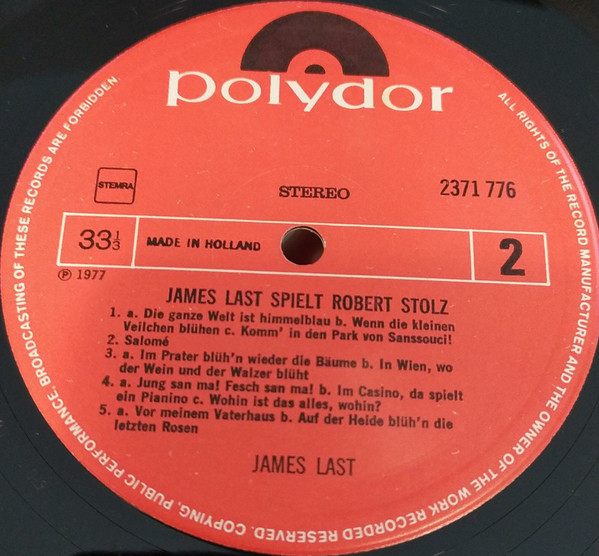 polydor
STEMRA
STEREO
2371 776
33 1/3
MADE IN HOLLAND
2
℗ 1977
JAMES LAST SPIELT ROBERT STOLZ
1. a. Die ganze Welt ist himmelblau b. Wenn die kleinen
Veilchen blühen c. Komm' in den Park von Sanssouci!
2. Salomé
3. a. Im Prater blüh'n wieder die Bäume b. In Wien, wo
der Wein und der Walzer blüht
4. a. Jung san ma! Fesch san ma! b. Im Casino, da spielt
ein Pianino c. Wohin ist das alles, wohin?
5. a. Vor meinem Vaterhaus b. Auf der Heide blüh'n die
letzten Rosen
JAMES LAST
ALL RIGHTS OF THE RECORD MANUFACTURER AND THE OWNER OF THE WORK RECORDED RESERVED. COPYING, PUBLIC PERFORMANCE, BROADCASTING OF THESE RECORDS ARE FORBIDDEN.